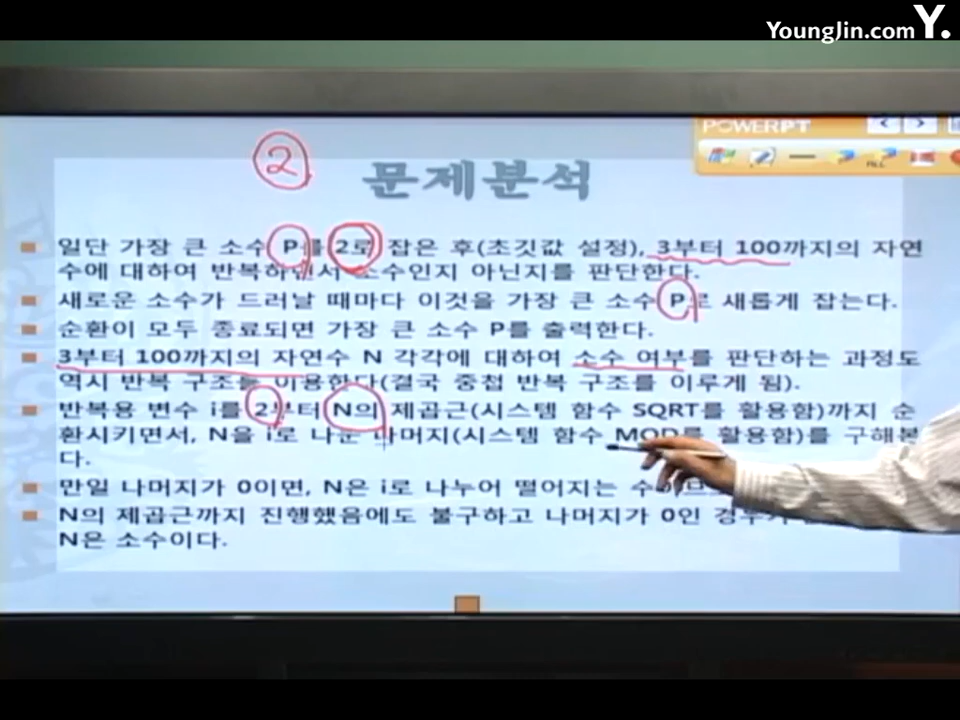 YoungJin.com Y.
POWERPT
②
문제분석
일단 가장 큰 소수 P를 2로 잡은 후(초깃값 설정), 3부터 100까지의 자연
수에 대하여 반복하면서 소수인지 아닌지를 판단한다.
새로운 소수가 드러날 때마다 이것을 가장 큰 소수 P로 새롭게 잡는다.
순환이 모두 종료되면 가장 큰 소수 P를 출력한다.
3부터 100까지의 자연수 N 각각에 대하여 소수 여부를 판단하는 과정도
역시 반복 구조를 이용한다(결국 중첩 반복 구조를 이루게 됨).
반복용 변수 i를 2부터 N의 제곱근(시스템 함수 SQRT를 활용함)까지 순
환시키면서, N을 i로 나눈 나머지(시스템 함수 MOD를 활용함)를 구해본
다.
만일 나머지가 0이면, N은 i로 나누어 떨어지는
N의 제곱근까지 진행했음에도 불구하고 나머지가 0인 경우가
N은 소수이다.